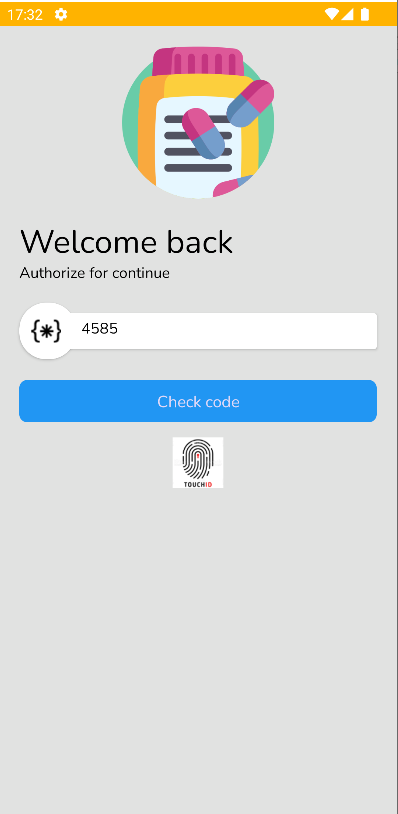 17:32
Welcome back
Authorize for continue
{*} 4585
Check code
TOUCHID